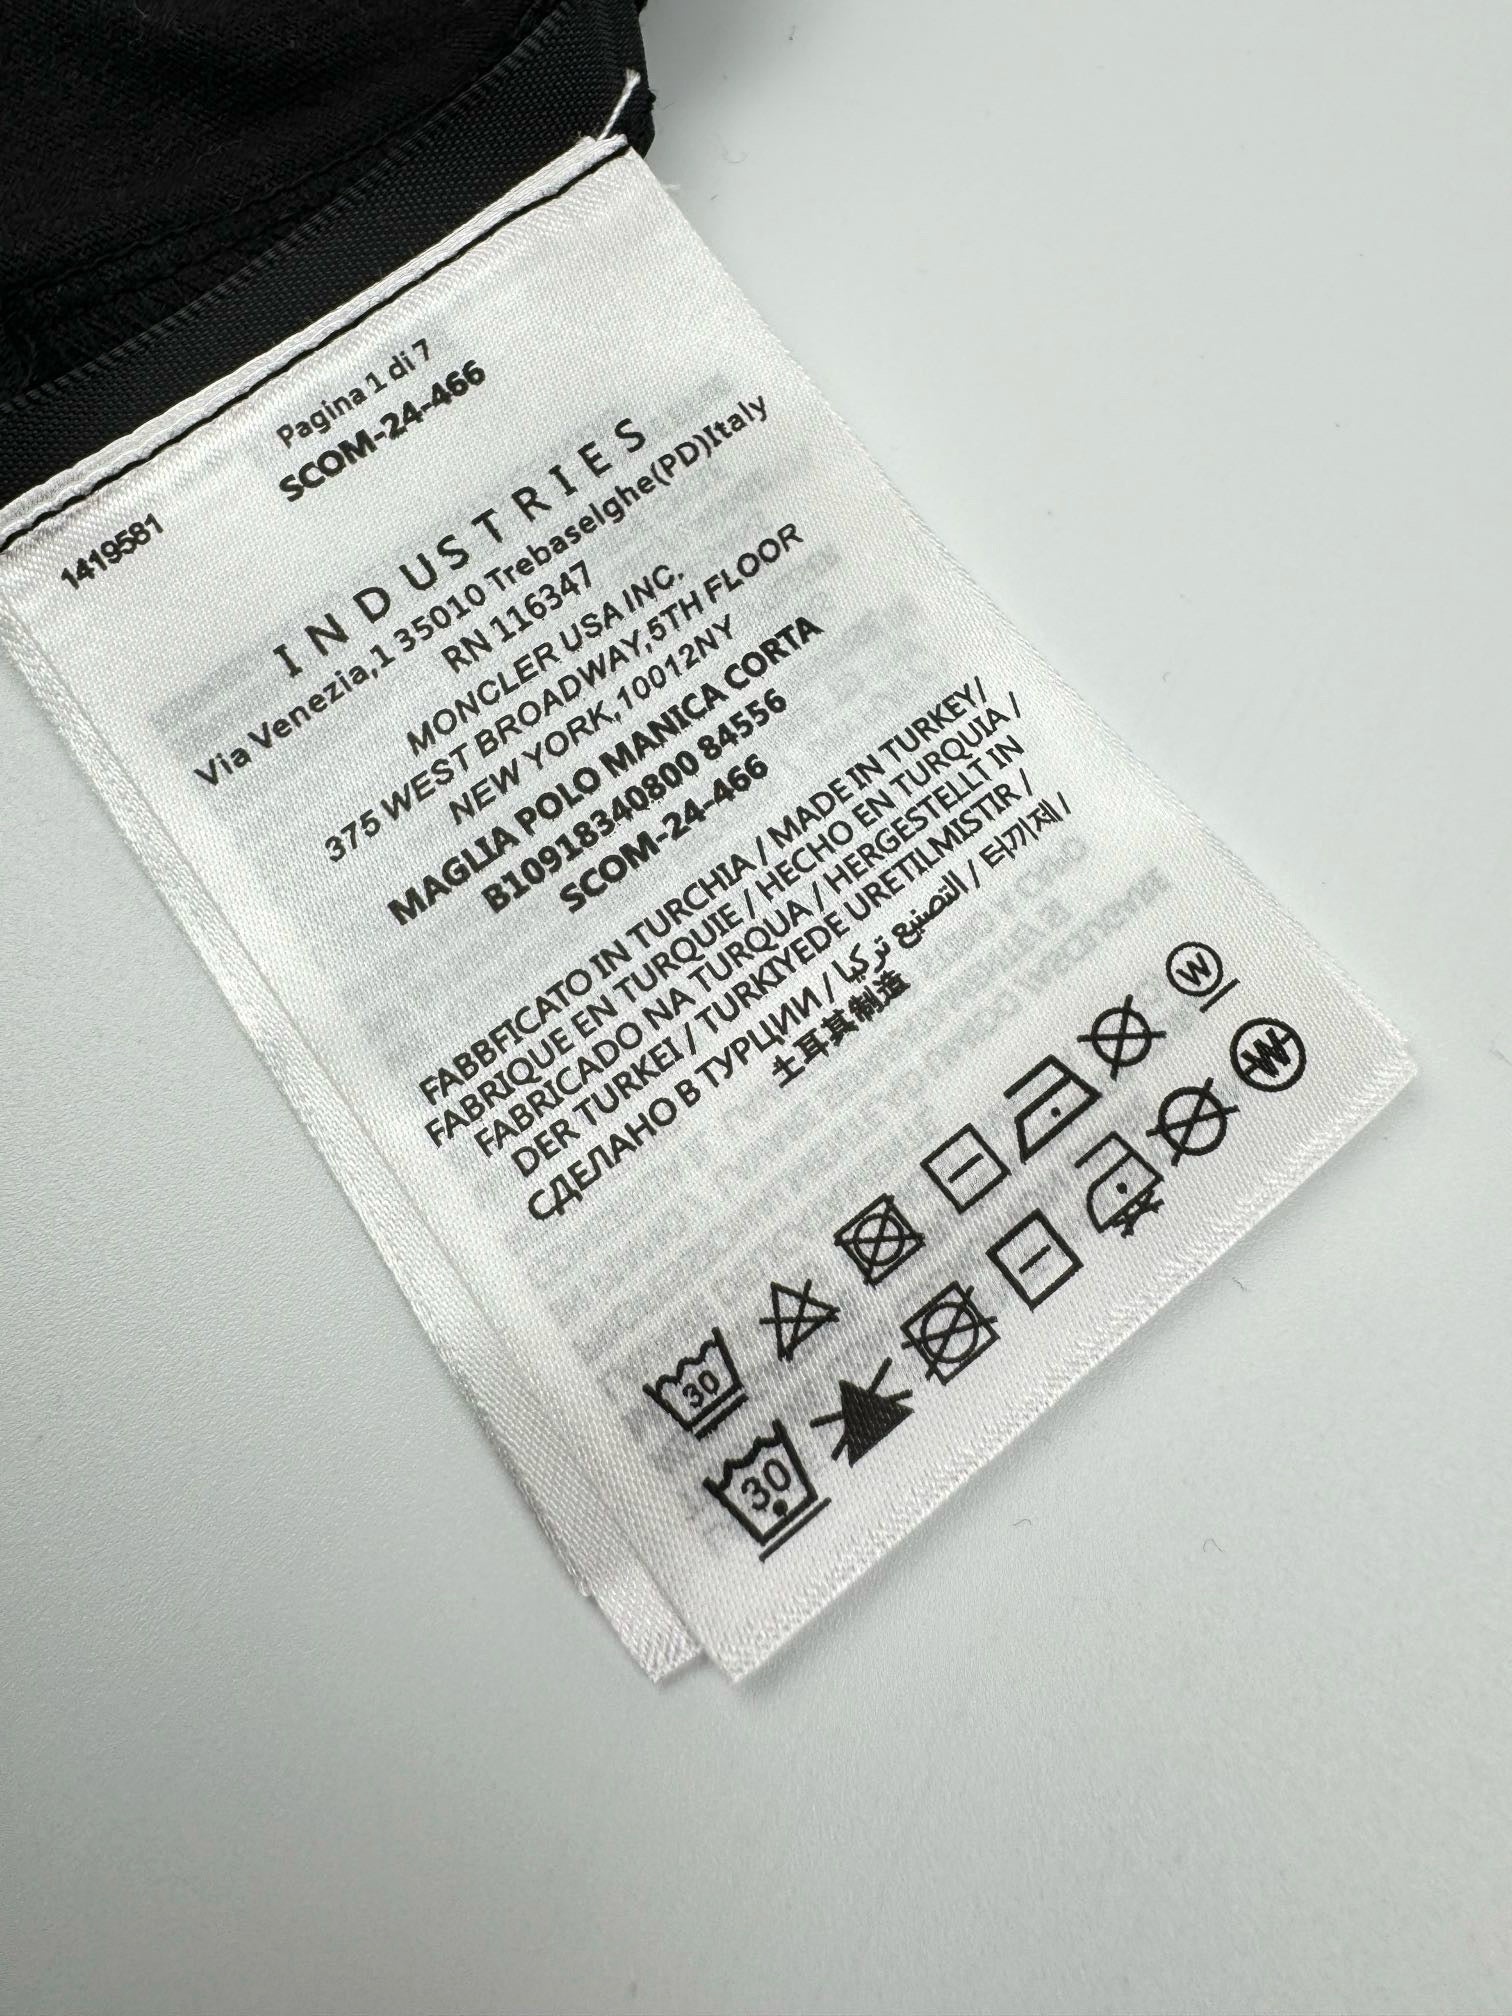 Pagina 1 di 7
SCOM-24-466
1419581
INDUSTRIES
Via Venezia,1 35010 Trebaselghe(PD)Italy
RN 116347
MONCLER USA INC.
375 WEST BROADWAY,5TH FLOOR
NEW YORK,10012NY
MAGLIA POLO MANICA CORTA
B10918340800 84556
SCOM-24-466
FABBFICATO IN TURCHIA / MADE IN TURKEY/
FABRIQUE EN TURQUIE / HECHO EN TURQUIA /
FABRICADO NA TURQUA / HERGESTELLT IN
DER TURKEI / TURKIYEDE URETILMISTIR /
СДЕЛАНО В ТУРЦИИ / التصنيع تركيا / 터끼제 /
土耳其制造
30
W
30
W